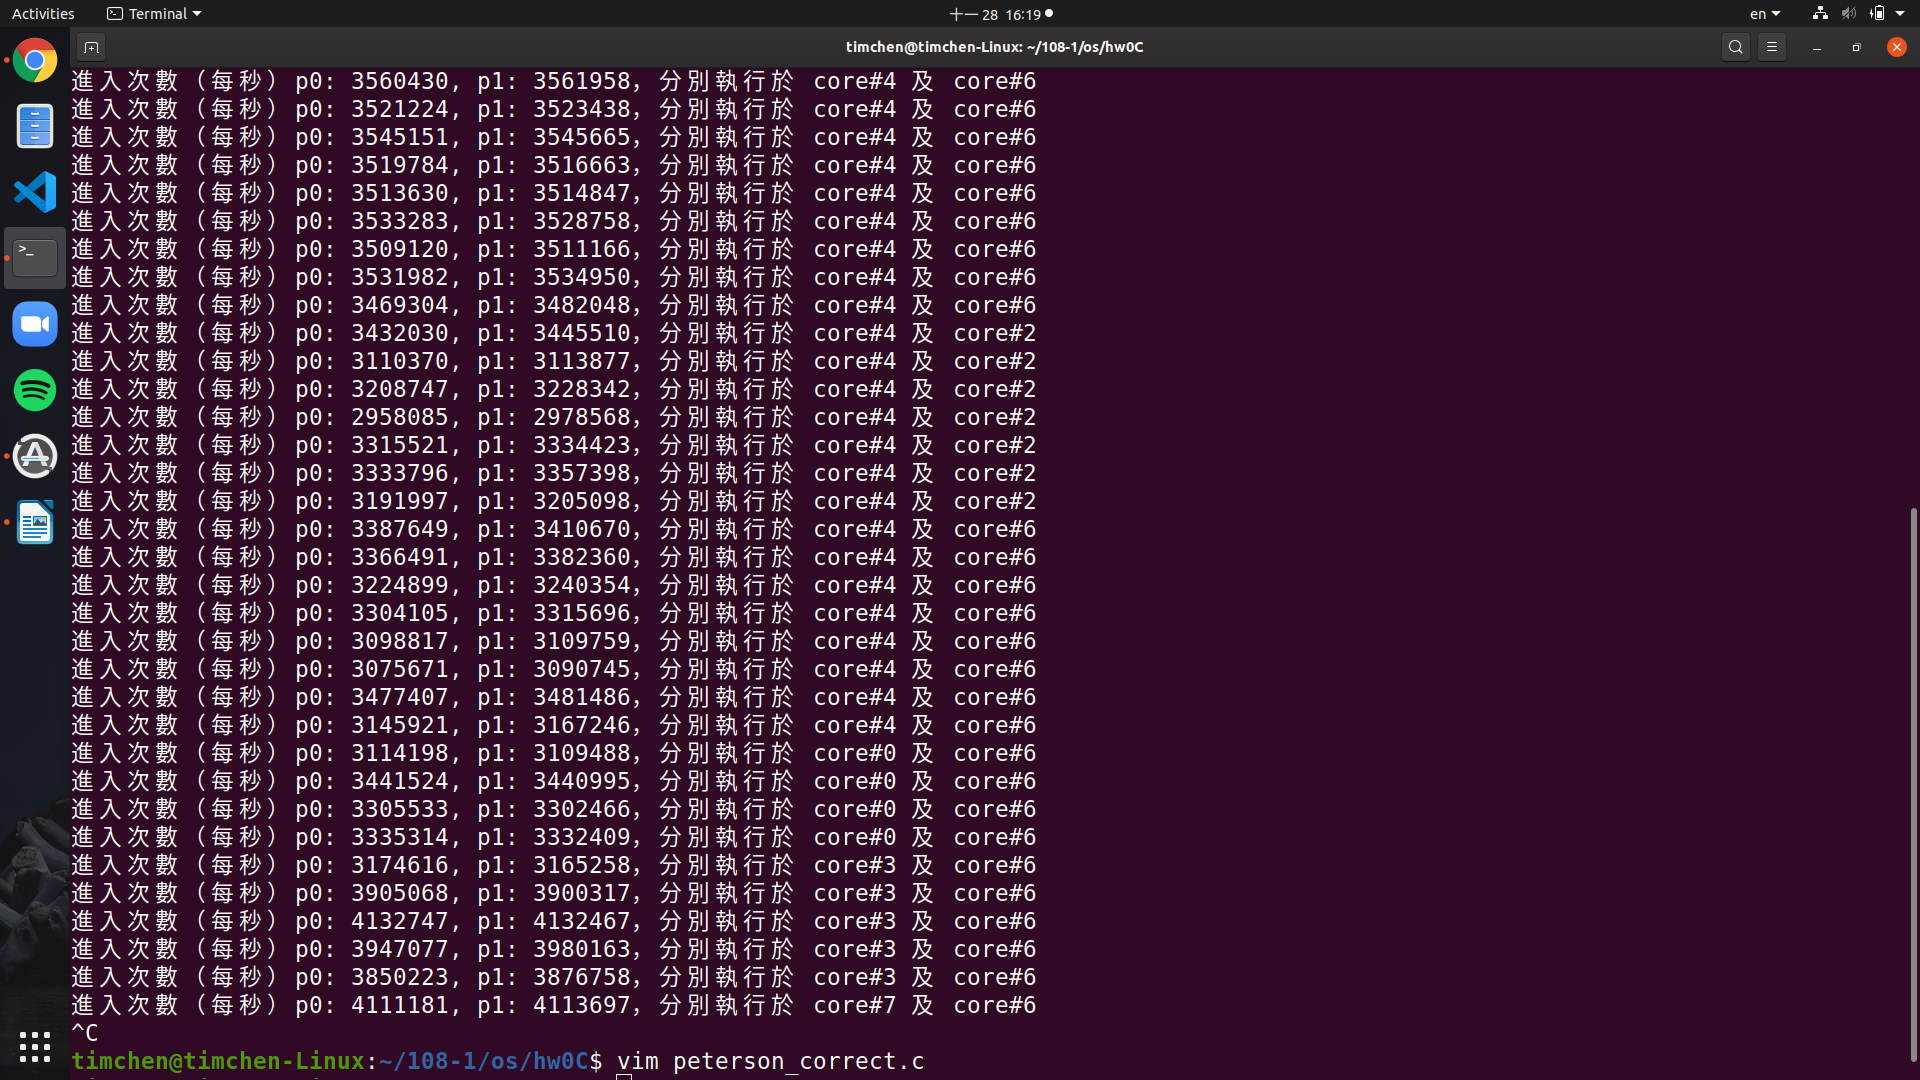 Activities
Terminal
十一 28 16:19
en
timchen@timchen-Linux: ~/108-1/os/hw0C
進入次數（每秒）p0: 3560430, p1: 3561958，分別執行於 core#4 及 core#6
進入次數（每秒）p0: 3521224, p1: 3523438，分別執行於 core#4 及 core#6
進入次數（每秒）p0: 3545151, p1: 3545665，分別執行於 core#4 及 core#6
進入次數（每秒）p0: 3519784, p1: 3516663，分別執行於 core#4 及 core#6
進入次數（每秒）p0: 3513630, p1: 3514847，分別執行於 core#4 及 core#6
進入次數（每秒）p0: 3533283, p1: 3528758，分別執行於 core#4 及 core#6
進入次數（每秒）p0: 3509120, p1: 3511166，分別執行於 core#4 及 core#6
進入次數（每秒）p0: 3531982, p1: 3534950，分別執行於 core#4 及 core#6
進入次數（每秒）p0: 3469304, p1: 3482048，分別執行於 core#4 及 core#6
進入次數（每秒）p0: 3432030, p1: 3445510，分別執行於 core#4 及 core#2
進入次數（每秒）p0: 3110370, p1: 3113877，分別執行於 core#4 及 core#2
進入次數（每秒）p0: 3208747, p1: 3228342，分別執行於 core#4 及 core#2
進入次數（每秒）p0: 2958085, p1: 2978568，分別執行於 core#4 及 core#2
進入次數（每秒）p0: 3315521, p1: 3334423，分別執行於 core#4 及 core#2
進入次數（每秒）p0: 3333796, p1: 3357398，分別執行於 core#4 及 core#2
進入次數（每秒）p0: 3191997, p1: 3205098，分別執行於 core#4 及 core#2
進入次數（每秒）p0: 3387649, p1: 3410670，分別執行於 core#4 及 core#6
進入次數（每秒）p0: 3366491, p1: 3382360，分別執行於 core#4 及 core#6
進入次數（每秒）p0: 3224899, p1: 3240354，分別執行於 core#4 及 core#6
進入次數（每秒）p0: 3304105, p1: 3315696，分別執行於 core#4 及 core#6
進入次數（每秒）p0: 3098817, p1: 3109759，分別執行於 core#4 及 core#6
進入次數（每秒）p0: 3075671, p1: 3090745，分別執行於 core#4 及 core#6
進入次數（每秒）p0: 3477407, p1: 3481486，分別執行於 core#4 及 core#6
進入次數（每秒）p0: 3145921, p1: 3167246，分別執行於 core#4 及 core#6
進入次數（每秒）p0: 3114198, p1: 3109488，分別執行於 core#0 及 core#6
進入次數（每秒）p0: 3441524, p1: 3440995，分別執行於 core#0 及 core#6
進入次數（每秒）p0: 3305533, p1: 3302466，分別執行於 core#0 及 core#6
進入次數（每秒）p0: 3335314, p1: 3332409，分別執行於 core#0 及 core#6
進入次數（每秒）p0: 3174616, p1: 3165258，分別執行於 core#3 及 core#6
進入次數（每秒）p0: 3905068, p1: 3900317，分別執行於 core#3 及 core#6
進入次數（每秒）p0: 4132747, p1: 4132467，分別執行於 core#3 及 core#6
進入次數（每秒）p0: 3947077, p1: 3980163，分別執行於 core#3 及 core#6
進入次數（每秒）p0: 3850223, p1: 3876758，分別執行於 core#3 及 core#6
進入次數（每秒）p0: 4111181, p1: 4113697，分別執行於 core#7 及 core#6
^C
timchen@timchen-Linux:~/108-1/os/hw0C$ vim peterson_correct.c